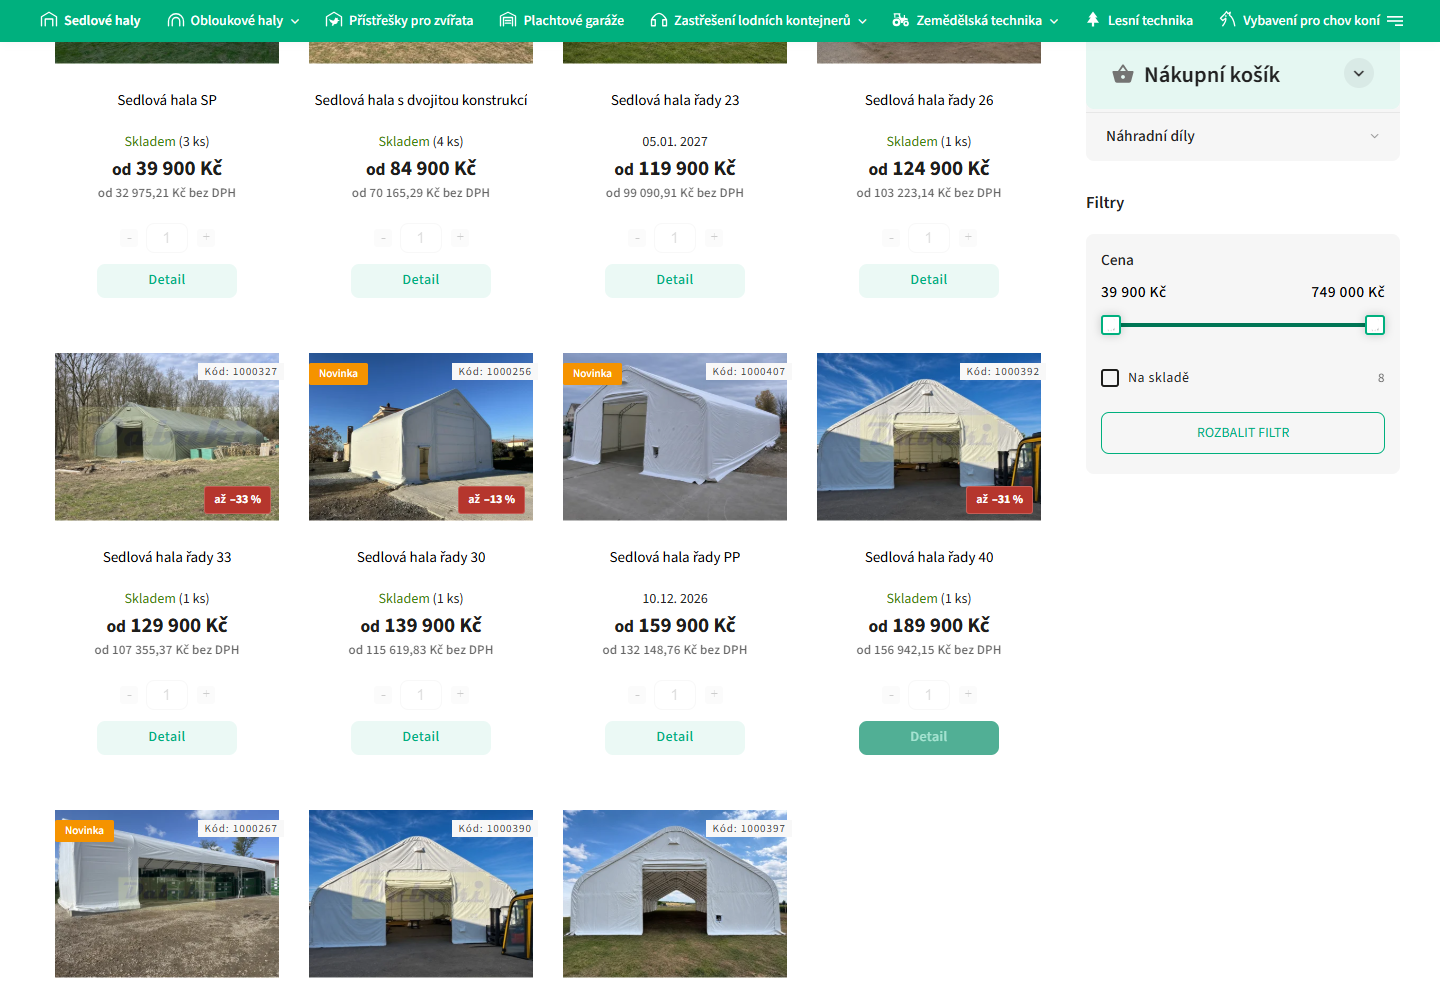 Sedlové haly
Obloukové haly
Přístřešky pro zvířata
Plachtové garáže
Zastřešení lodních kontejnerů
Zemědělská technika
Lesní technika
Vybavení pro chov koní
Sedlová hala SP
Skladem (3 ks)
od 39 900 Kč
od 32 975,21 Kč bez DPH
- 1 +
Detail
Sedlová hala s dvojitou konstrukcí
Skladem (4 ks)
od 84 900 Kč
od 70 165,29 Kč bez DPH
- 1 +
Detail
Sedlová hala řady 23
05.01. 2027
od 119 900 Kč
od 99 090,91 Kč bez DPH
- 1 +
Detail
Sedlová hala řady 26
Skladem (1 ks)
od 124 900 Kč
od 103 223,14 Kč bez DPH
- 1 +
Detail
Kód: 1000327
až –33 %
Sedlová hala řady 33
Skladem (1 ks)
od 129 900 Kč
od 107 355,37 Kč bez DPH
- 1 +
Detail
Novinka
Kód: 1000256
až –13 %
Sedlová hala řady 30
Skladem (1 ks)
od 139 900 Kč
od 115 619,83 Kč bez DPH
- 1 +
Detail
Novinka
Kód: 1000407
Sedlová hala řady PP
10.12. 2026
od 159 900 Kč
od 132 148,76 Kč bez DPH
- 1 +
Detail
Kód: 1000392
až –31 %
Sedlová hala řady 40
Skladem (1 ks)
od 189 900 Kč
od 156 942,15 Kč bez DPH
- 1 +
Detail
Novinka
Kód: 1000267
Kód: 1000390
Kód: 1000397
Nákupní košík
Náhradní díly
Filtry
Cena
39 900 Kč
749 000 Kč
Na skladě
8
ROZBALIT FILTR